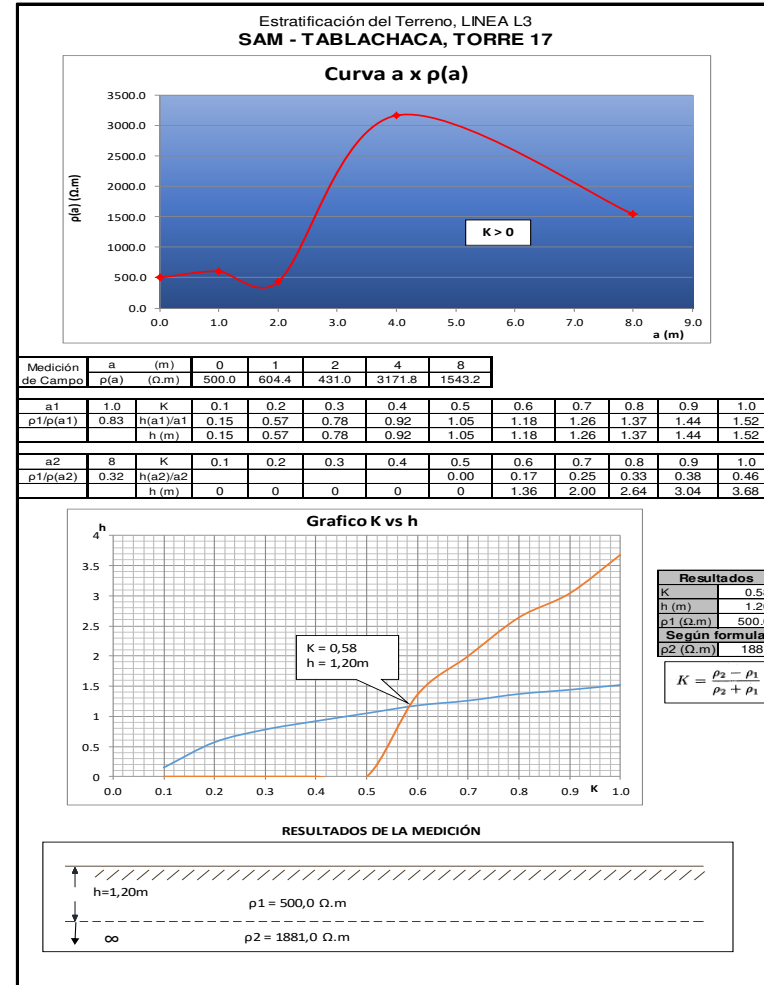 Estratificación del Terreno, LINEA L3
SAM - TABLACHACA, TORRE 17
Curva a x ρ(a)
ρ(a) (Ω.m)
3500.0
3000.0
2500.0
2000.0
1500.0
1000.0
500.0
0.0
K > 0
0.0 1.0 2.0 3.0 4.0 5.0 6.0 7.0 8.0 9.0
a (m)
Medición a (m) 0 1 2 4 8
de Campo ρ(a) (Ω.m) 500.0 604.4 431.0 3171.8 1543.2
a1 1.0 K 0.1 0.2 0.3 0.4 0.5 0.6 0.7 0.8 0.9 1.0
ρ1/ρ(a1) 0.83 h(a1)/a1 0.15 0.57 0.78 0.92 1.05 1.18 1.26 1.37 1.44 1.52
h (m) 0.15 0.57 0.78 0.92 1.05 1.18 1.26 1.37 1.44 1.52
a2 8 K 0.1 0.2 0.3 0.4 0.5 0.6 0.7 0.8 0.9 1.0
ρ1/ρ(a2) 0.32 h(a2)/a2 0.00 0.17 0.25 0.33 0.38 0.46
h (m) 0 0 0 0 0 1.36 2.00 2.64 3.04 3.68
Grafico K vs h
h
4
3.5
3
2.5
2
1.5
1
0.5
0
K = 0,58
h = 1,20m
0.0 0.1 0.2 0.3 0.4 0.5 0.6 0.7 0.8 0.9 K 1.0
Resultados
K 0.5
h (m) 1.2
ρ1 (Ω.m) 500.
Según formula
ρ2 (Ω.m) 188
K = (ρ2 − ρ1)/(ρ2 + ρ1)
RESULTADOS DE LA MEDICIÓN
h=1,20m
ρ1 = 500,0 Ω.m
∞ ρ2 = 1881,0 Ω.m